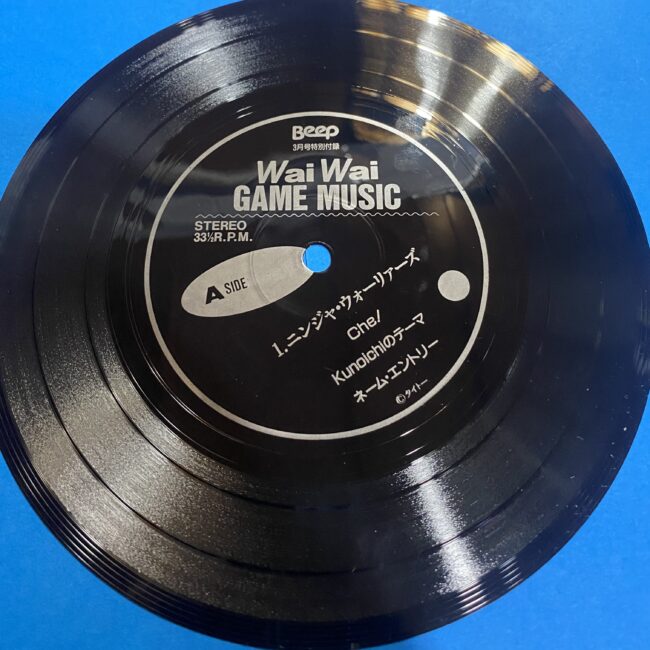 Beep
3月号特別付録
Wai Wai
GAME MUSIC
STEREO
33⅓R.P.M.
A SIDE
1.ニンジャ・ウォーリアーズ
Che!
Kunoichiのテーマ
ネーム・エントリー
©タイトー